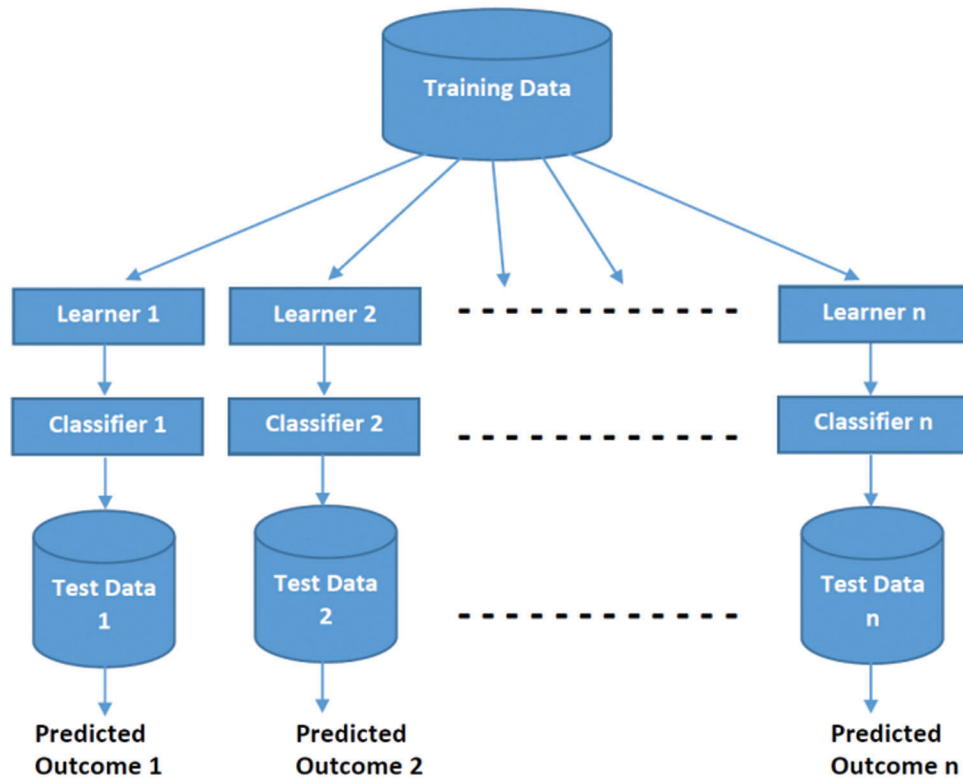 Training Data
Learner 1
Learner 2
Learner n
Classifier 1
Classifier 2
Classifier n
Test Data
1
Test Data
2
Test Data
n
Predicted
Outcome 1
Predicted
Outcome 2
Predicted
Outcome n